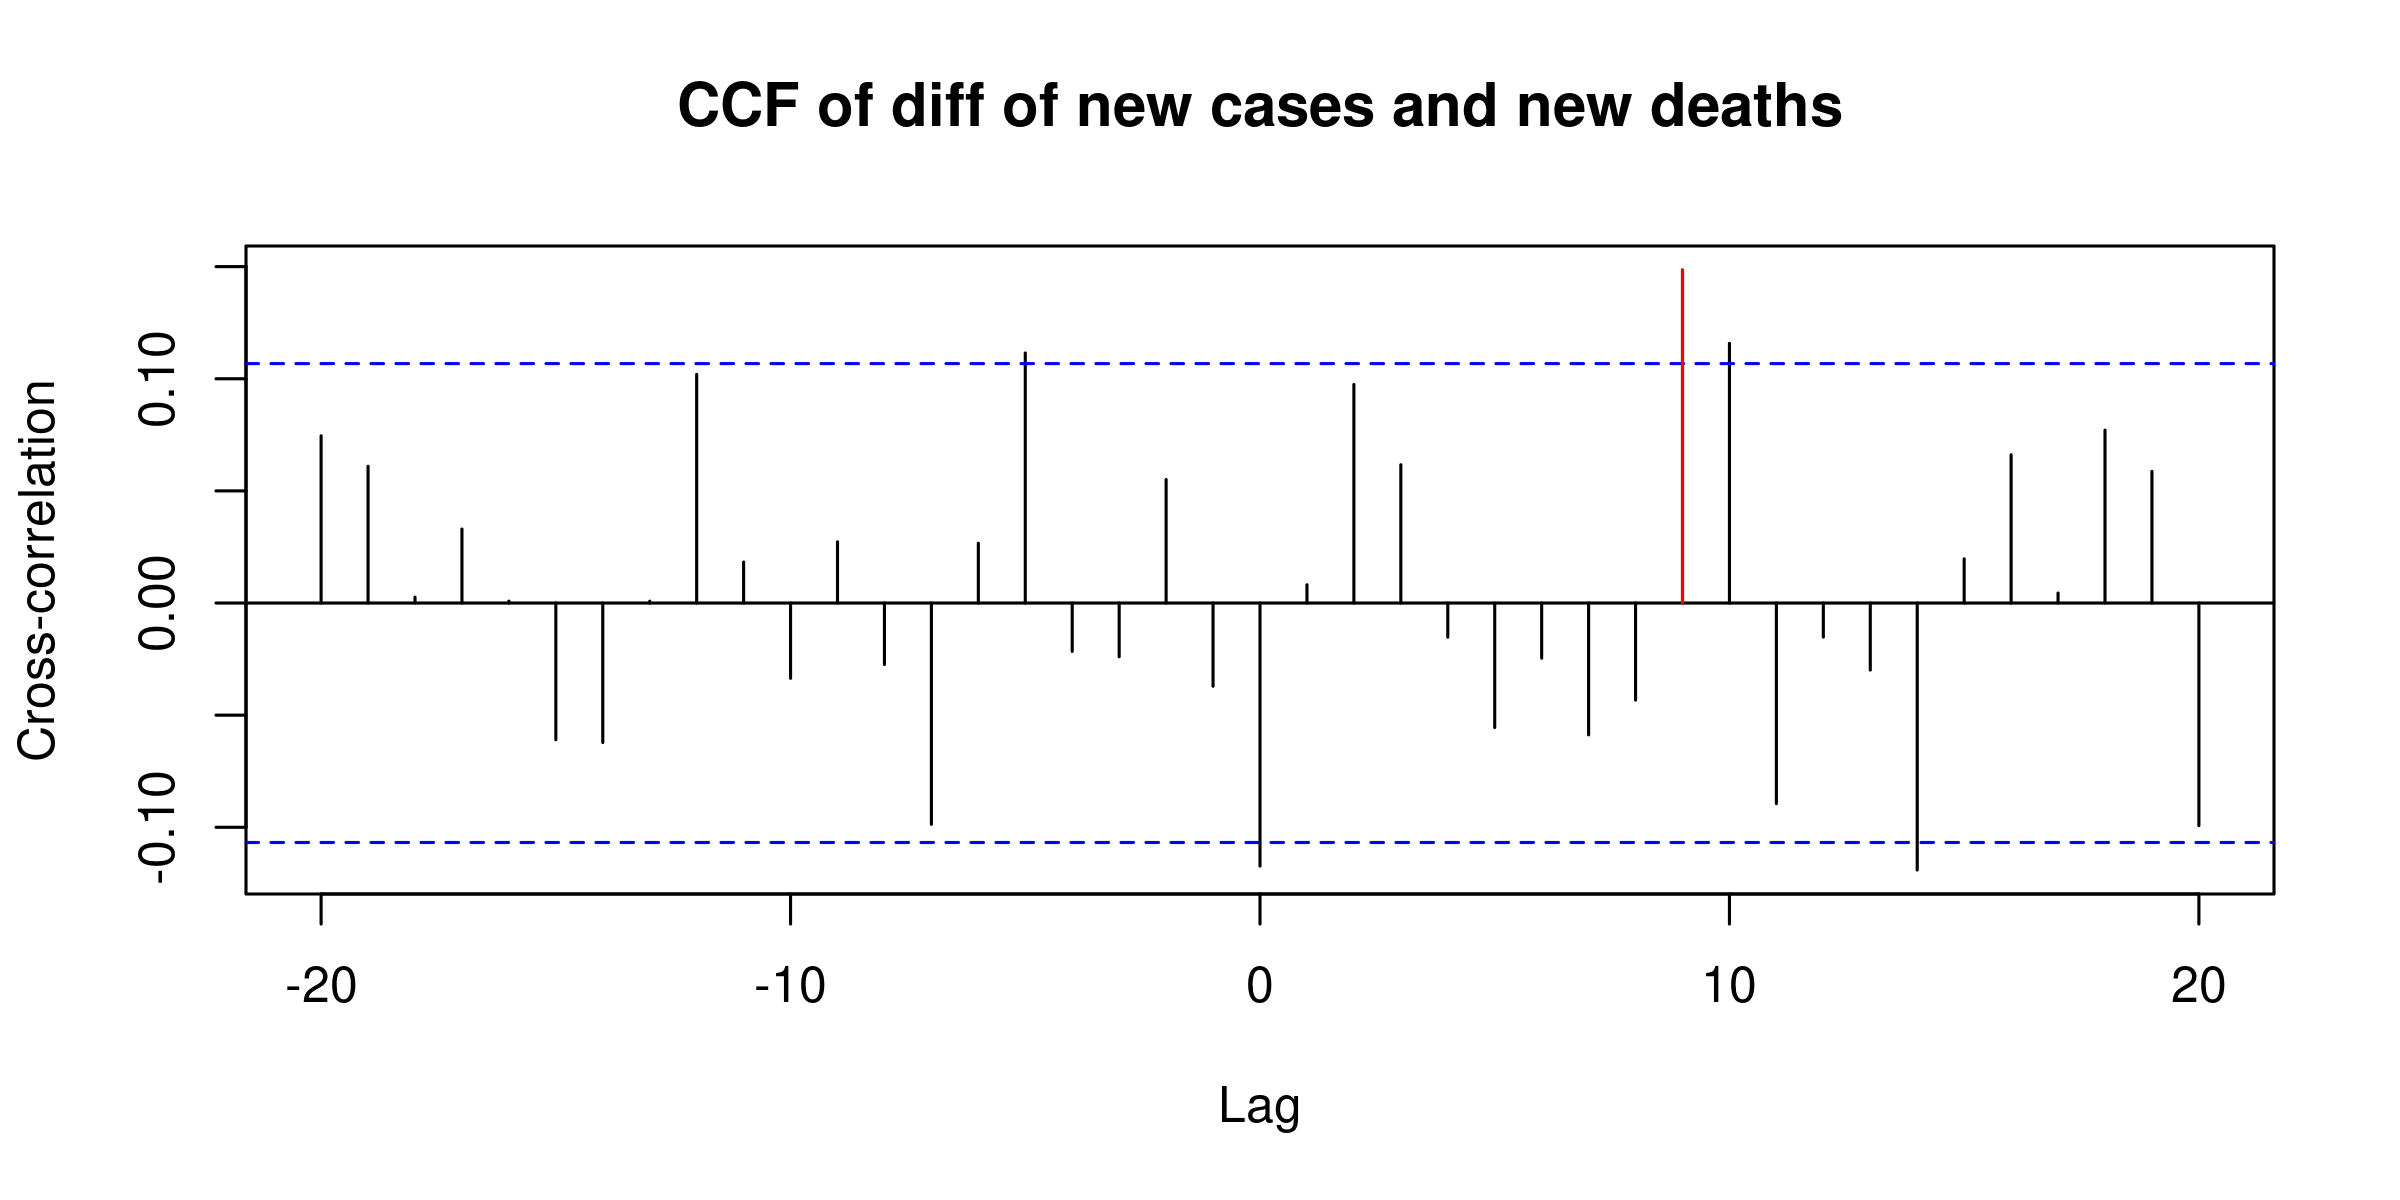 CCF of diff of new cases and new deaths
Cross-correlation
0.10
0.00
-0.10
-20 -10 0 10 20
Lag